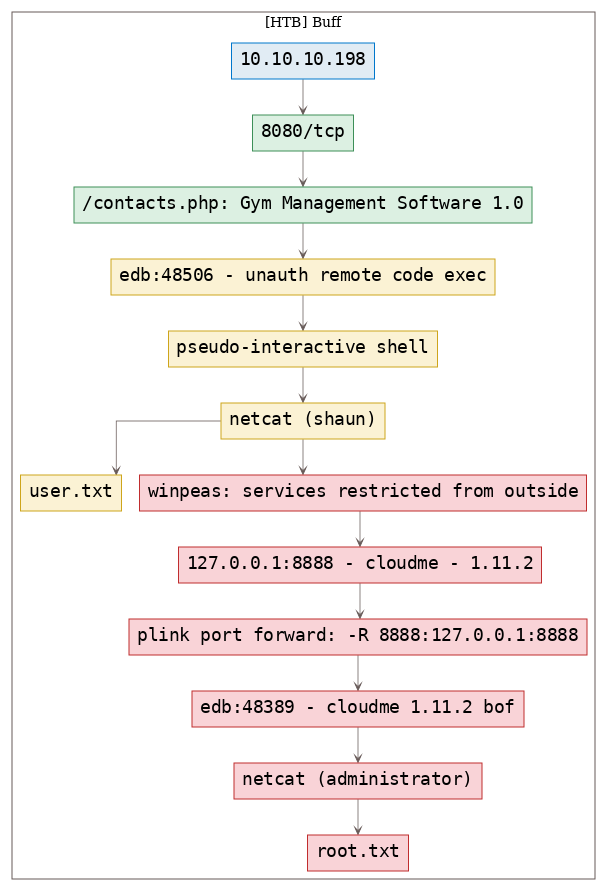 [HTB] Buff
10.10.10.198
8080/tcp
/contacts.php: Gym Management Software 1.0
edb:48506 - unauth remote code exec
pseudo-interactive shell
netcat (shaun)
user.txt
winpeas: services restricted from outside
127.0.0.1:8888 - cloudme - 1.11.2
plink port forward: -R 8888:127.0.0.1:8888
edb:48389 - cloudme 1.11.2 bof
netcat (administrator)
root.txt